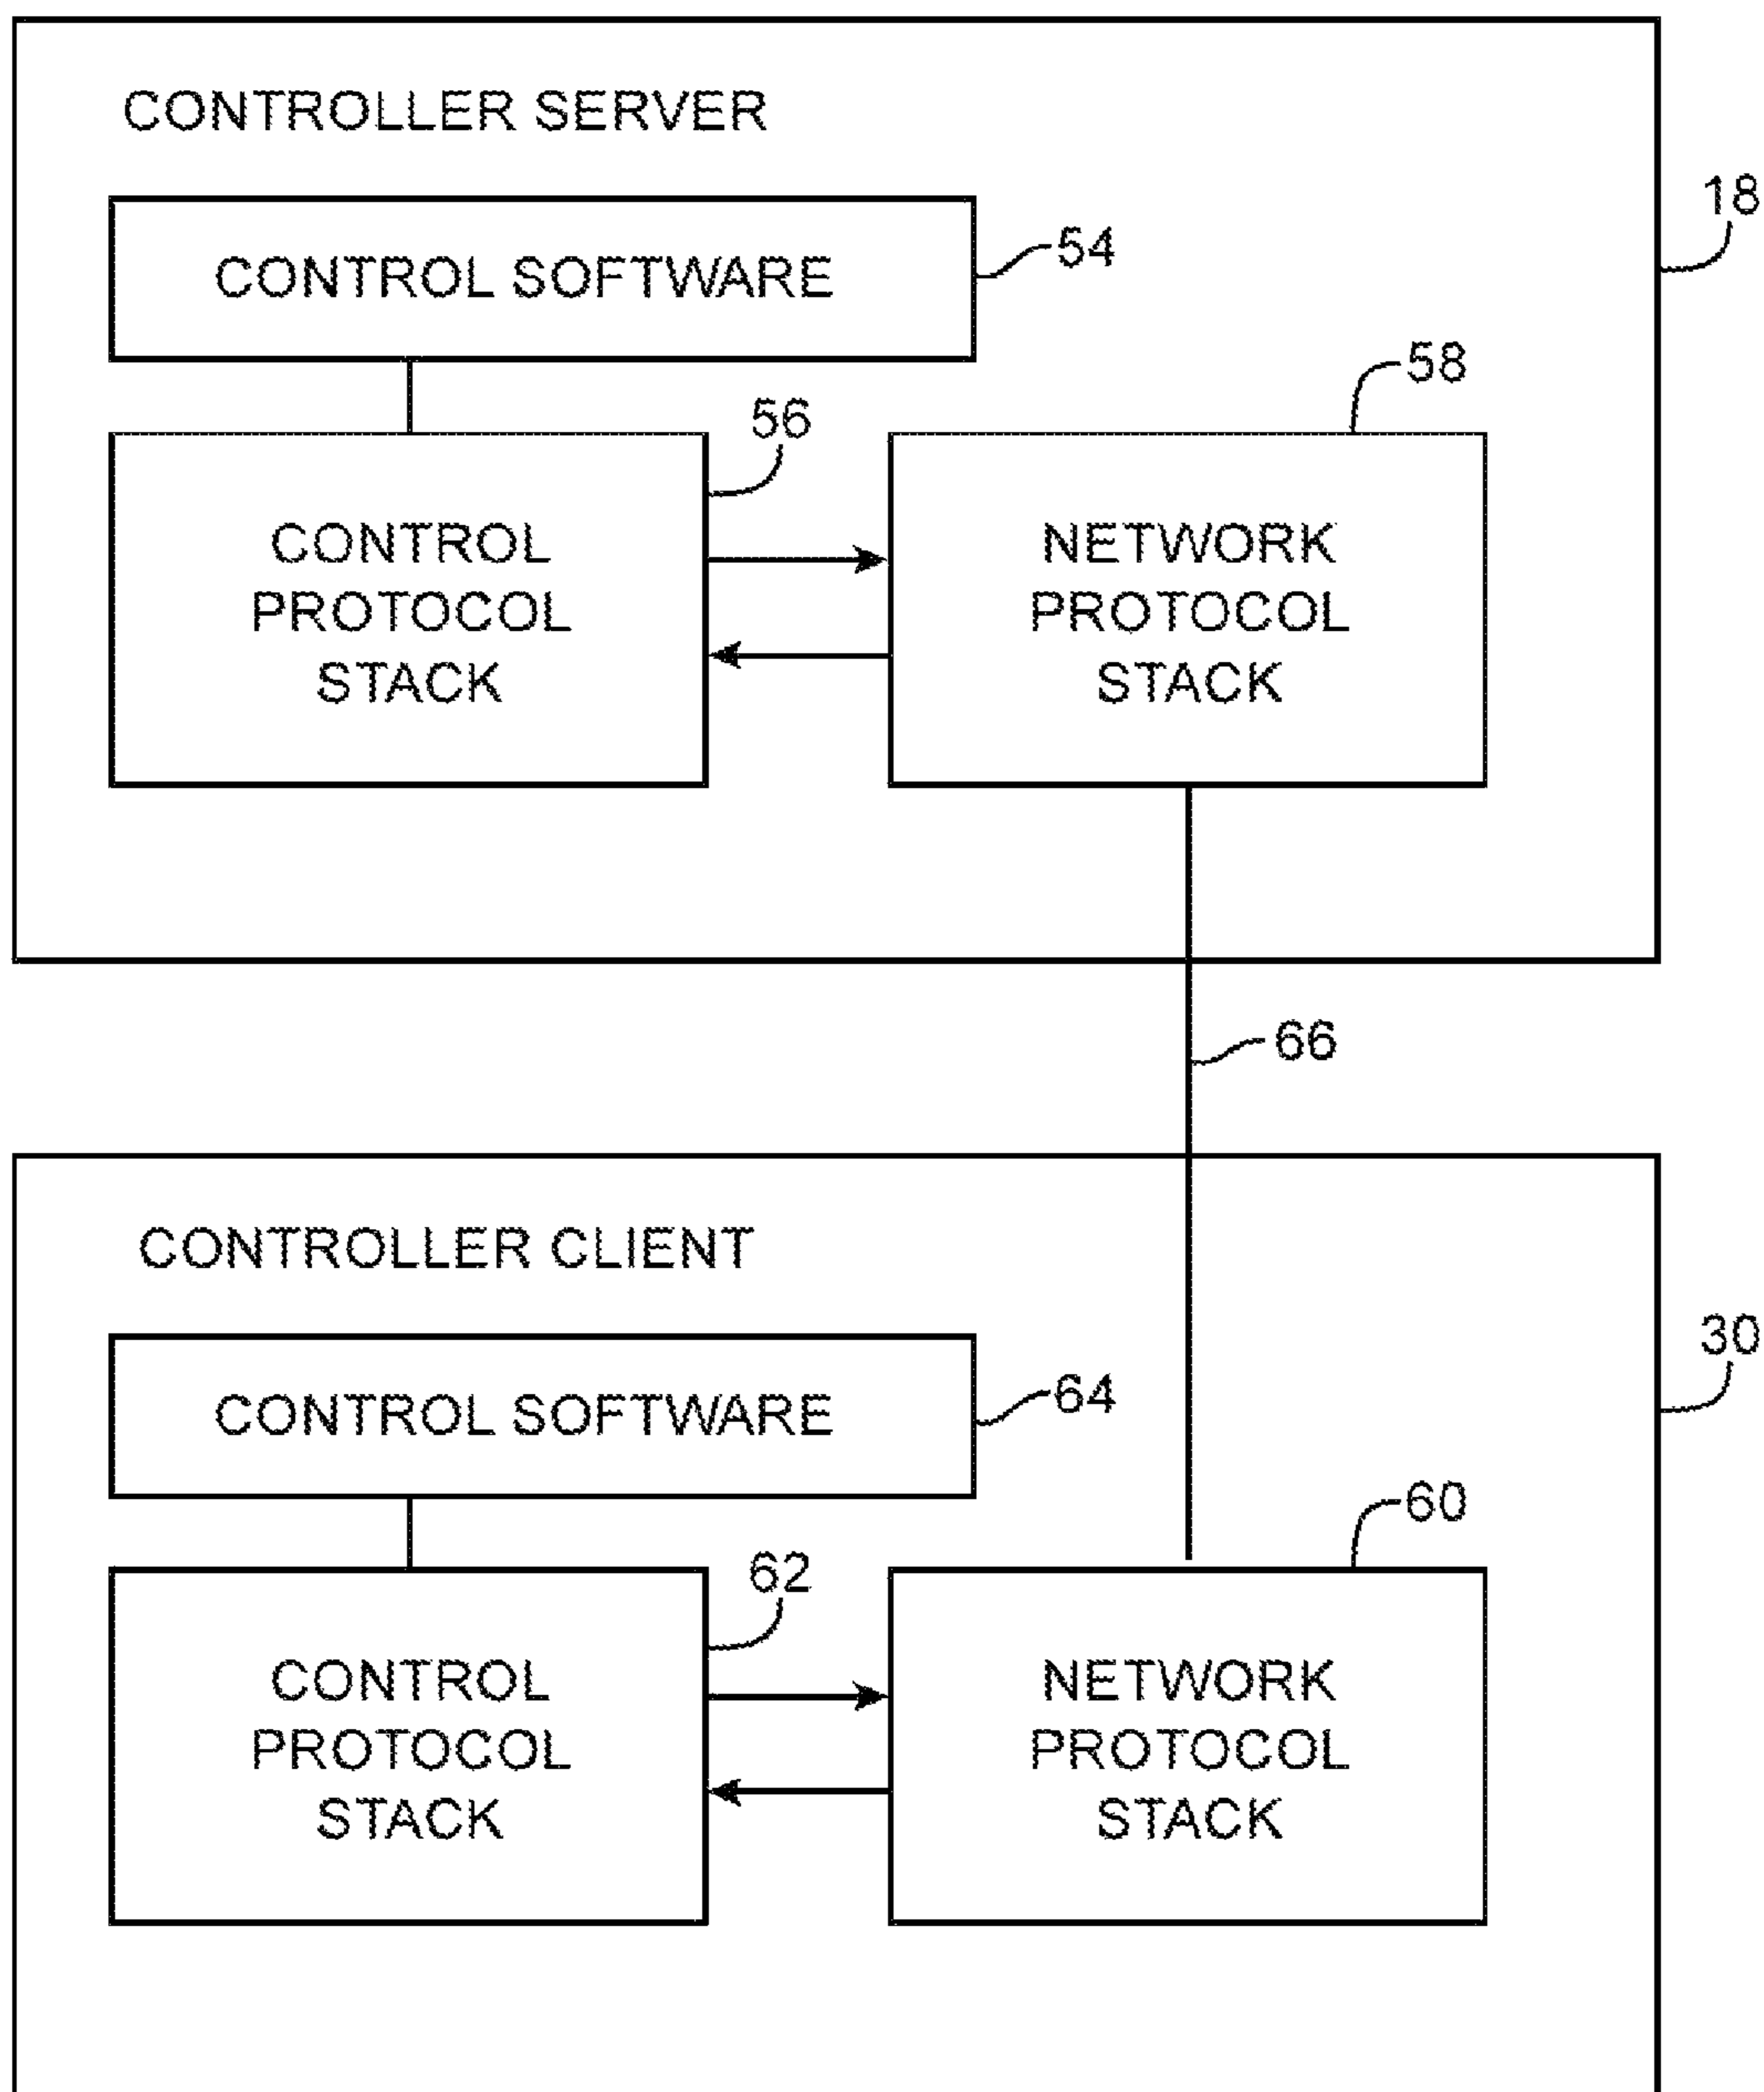 CONTROLLER SERVER
18
CONTROL SOFTWARE
54
58
56
CONTROL
PROTOCOL
STACK
NETWORK
PROTOCOL
STACK
66
CONTROLLER CLIENT
30
CONTROL SOFTWARE
64
60
62
CONTROL
PROTOCOL
STACK
NETWORK
PROTOCOL
STACK